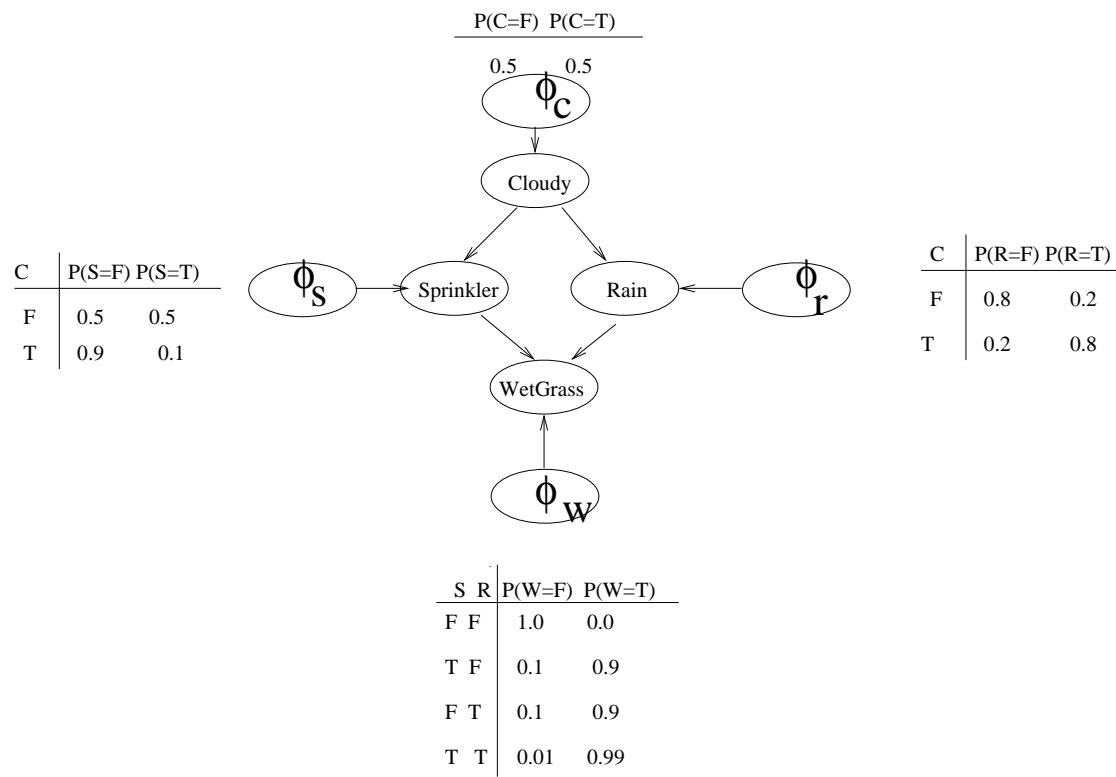 P(C=F) P(C=T)
0.5 0.5
ϕc
Cloudy
C P(S=F) P(S=T)
F 0.5 0.5
T 0.9 0.1
ϕs
Sprinkler
Rain
ϕr
C P(R=F) P(R=T)
F 0.8 0.2
T 0.2 0.8
WetGrass
ϕw
S R P(W=F) P(W=T)
F F 1.0 0.0
T F 0.1 0.9
F T 0.1 0.9
T T 0.01 0.99